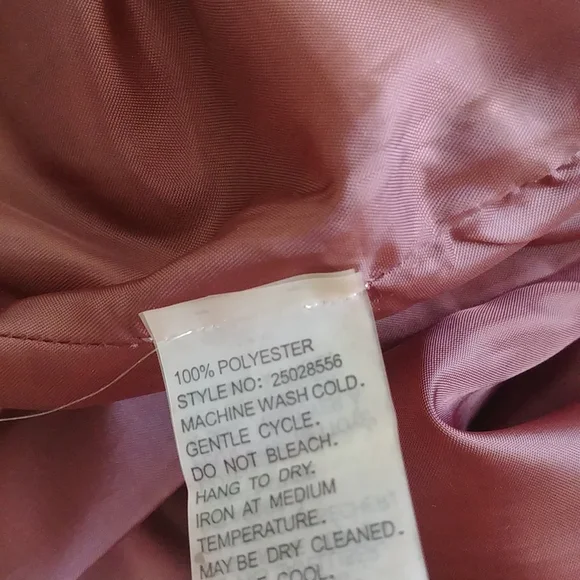 100% POLYESTER
STYLE NO: 25028556
MACHINE WASH COLD.
GENTLE CYCLE.
DO NOT BLEACH.
HANG TO DRY.
IRON AT MEDIUM
TEMPERATURE.
MAY BE DRY CLEANED.
COOL.